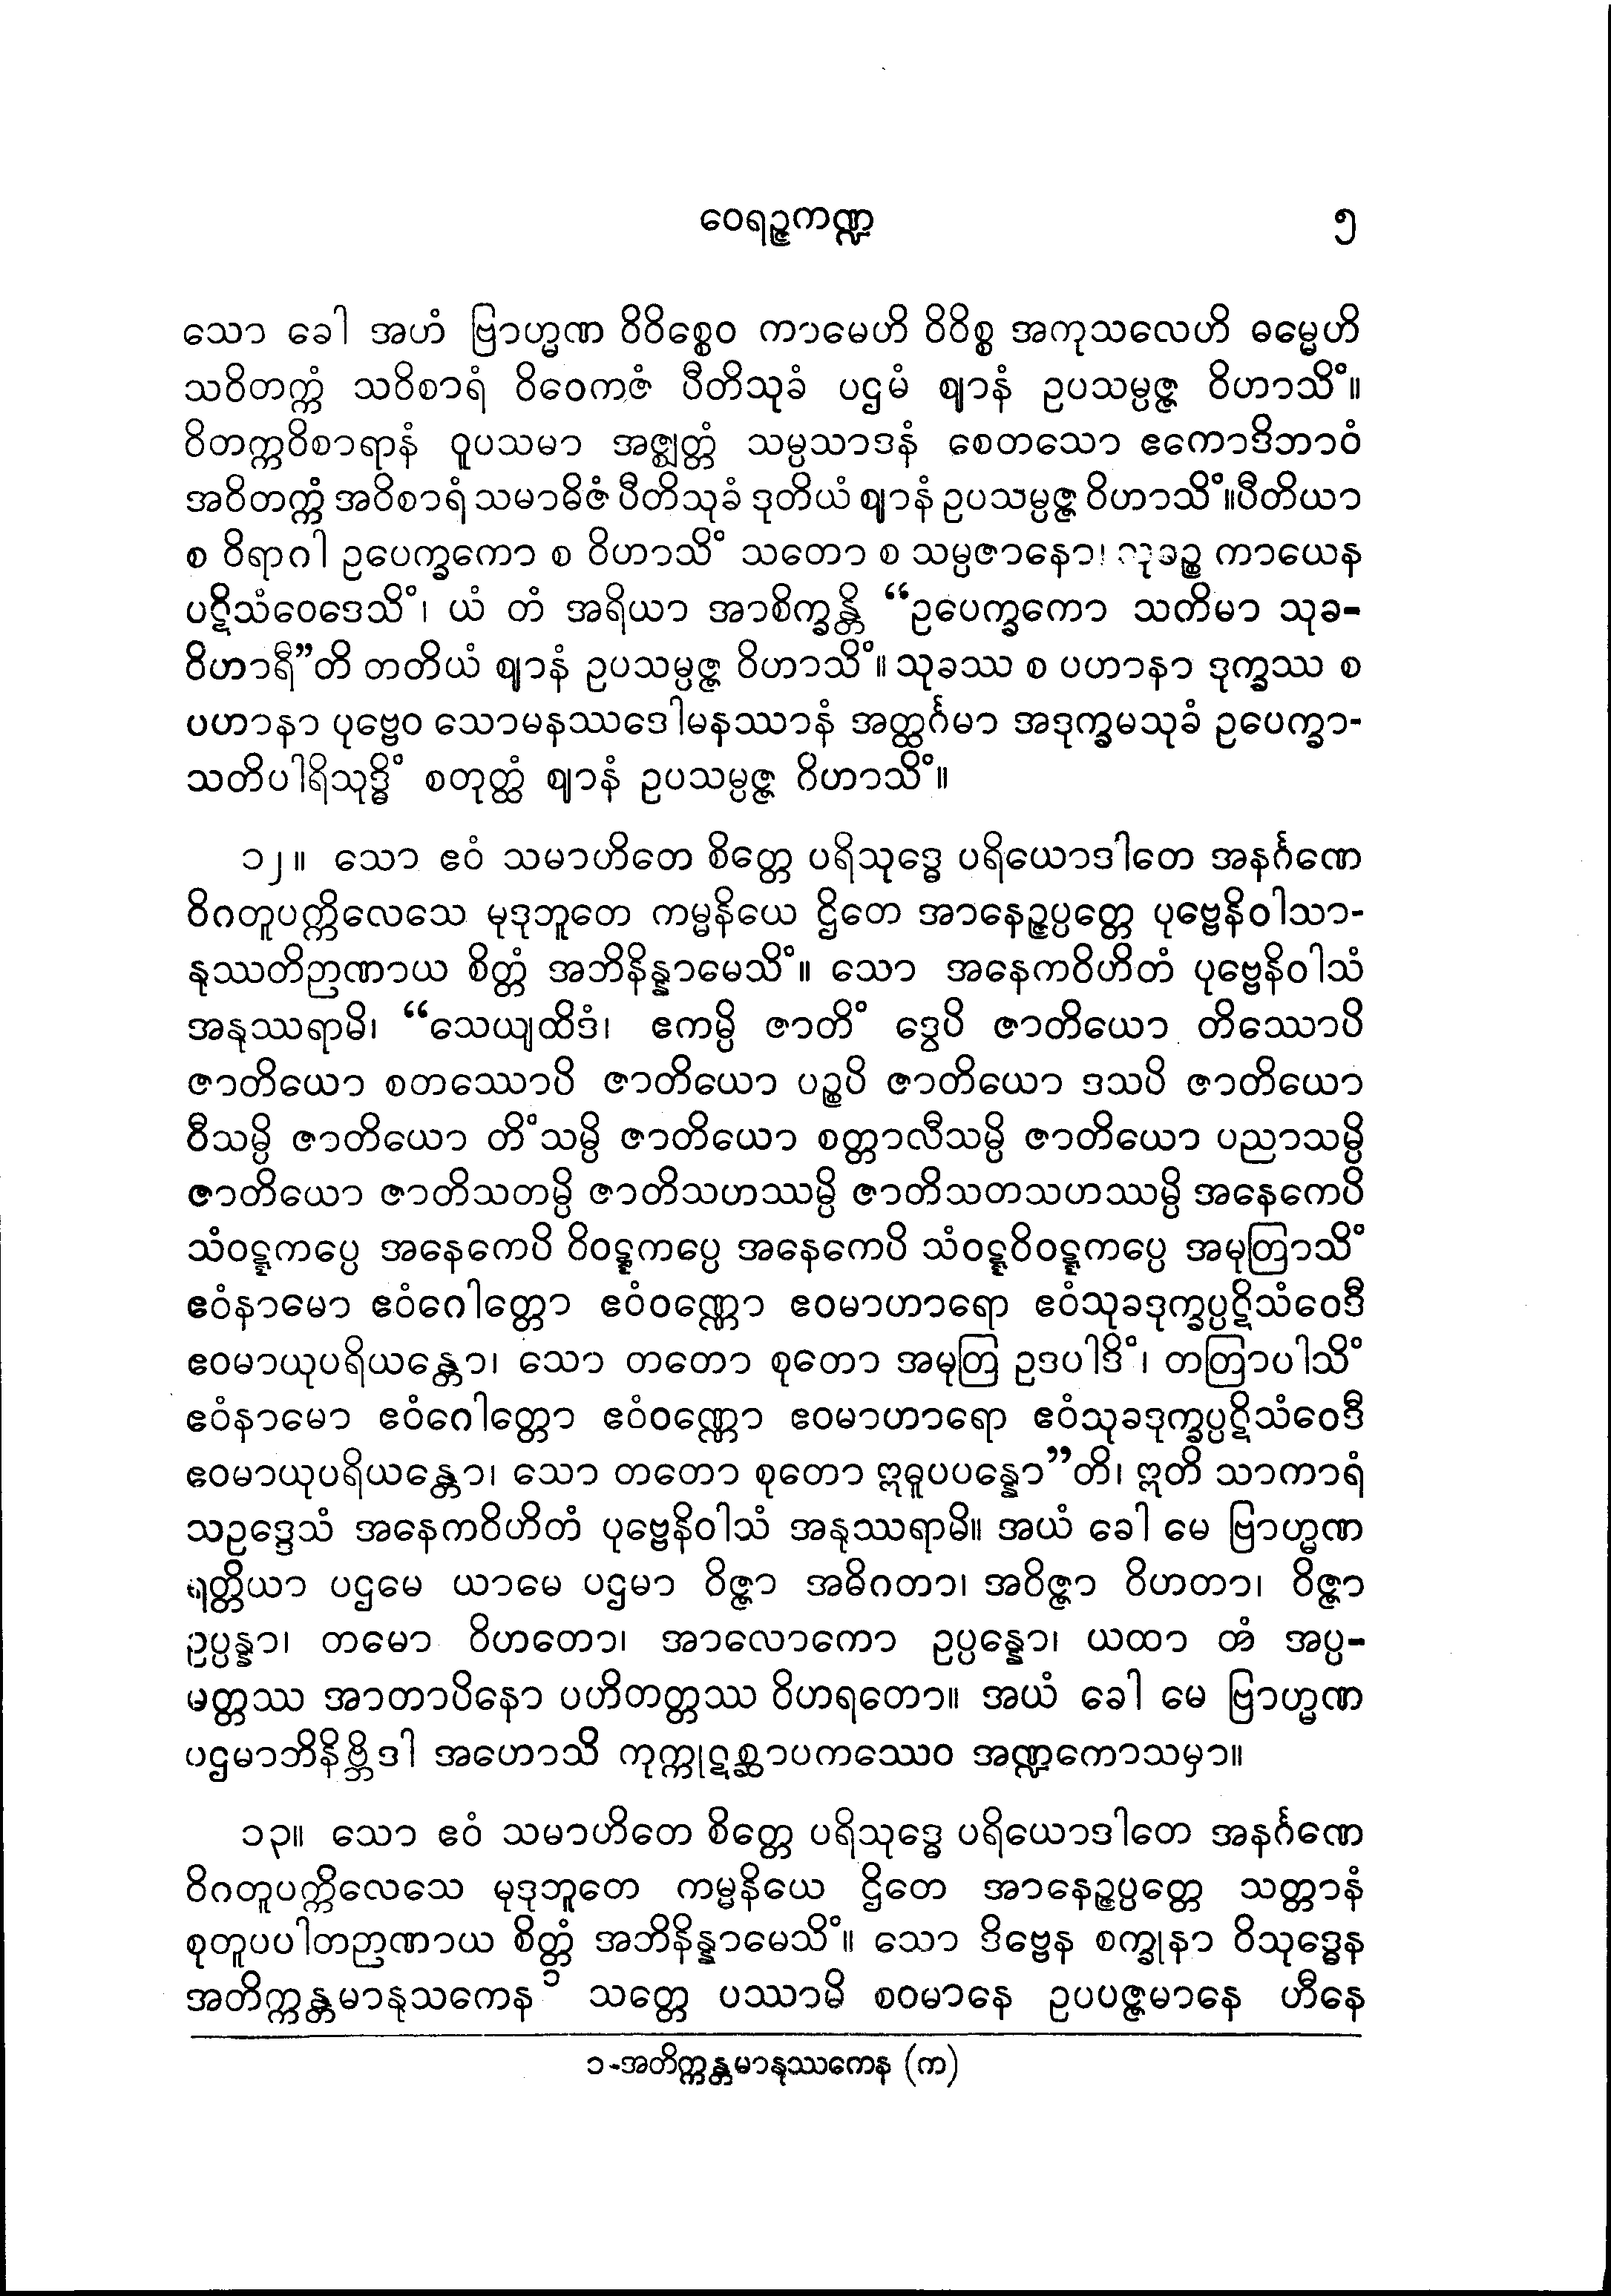 ဝေရဉ္ဇကဏ္ဍ ၅
သော ခေါ အဟံ ဗြာဟ္မဏ ဝိဝိစ္စေဝ ကာမေဟိ ဝိဝိစ္စ အကုသလေဟိ ဓမ္မေဟိ
သဝိတက္ကံ သဝိစာရံ ဝိဝေကဇံ ပီတိသုခံ ပဌမံ ဈာနံ ဥပသမ္ပဇ္ဇ ဝိဟာသိံ။
ဝိတက္ကဝိစာရာနံ ဝူပသမာ အဇ္ဈတ္တံ သမ္ပသာဒနံ စေတသော ဧကောဒိဘာဝံ
အဝိတက္ကံ အဝိစာရံ သမာဓိဇံ ပီတိသုခံ ဒုတိယံ ဈာနံ ဥပသမ္ပဇ္ဇ ဝိဟာသိံ။ ပီတိယာ
စ ဝိရာဂါ ဥပေက္ခကော စ ဝိဟာသိံ သတော စ သမ္ပဇာနော၊ သုခဉ္စ ကာယေန
ပဋိသံဝေဒေသိံ၊ ယံ တံ အရိယာ အာစိက္ခန္တိ “ဥပေက္ခကော သတိမာ သုခ-
ဝိဟာရီ”တိ တတိယံ ဈာနံ ဥပသမ္ပဇ္ဇ ဝိဟာသိံ။ သုခဿ စ ပဟာနာ ဒုက္ခဿ စ
ပဟာနာ ပုဗ္ဗေဝ သောမနဿဒေါမနဿာနံ အတ္ထင်္ဂမာ အဒုက္ခမသုခံ ဥပေက္ခာ-
သတိပါရိသုဒ္ဓိံ စတုတ္ထံ ဈာနံ ဥပသမ္ပဇ္ဇ ဝိဟာသိံ။
၁၂။ သော ဧဝံ သမာဟိတေ စိတ္တေ ပရိသုဒ္ဓေ ပရိယောဒါတေ အနင်္ဂဏေ
ဝိဂတူပက္ကိလေသေ မုဒုဘူတေ ကမ္မနိယေ ဌိတေ အာနေဉ္ဇပ္ပတ္တေ ပုဗ္ဗေနိဝါသာ-
နုဿတိဉာဏာယ စိတ္တံ အဘိနိန္နာမေသိံ။ သော အနေကဝိဟိတံ ပုဗ္ဗေနိဝါသံ
အနုဿရာမိ၊ “သေယျထိဒံ၊ ဧကမ္ပိ ဇာတိံ ဒွေပိ ဇာတိယော တိဿောပိ
ဇာတိယော စတဿောပိ ဇာတိယော ပဉ္စပိ ဇာတိယော ဒသပိ ဇာတိယော
ဝီသမ္ပိ ဇာတိယော တိံသမ္ပိ ဇာတိယော စတ္တာလီသမ္ပိ ဇာတိယော ပညာသမ္ပိ
ဇာတိယော ဇာတိသတမ္ပိ ဇာတိသဟဿမ္ပိ ဇာတိသတသဟဿမ္ပိ အနေကေပိ
သံဝဋ္ဋကပ္ပေ အနေကေပိ ဝိဝဋ္ဋကပ္ပေ အနေကေပိ သံဝဋ္ဋဝိဝဋ္ဋကပ္ပေ အမုတြာသိံ
ဧဝံနာမော ဧဝံဂေါတ္တော ဧဝံဝဏ္ဏော ဧဝမာဟာရော ဧဝံသုခဒုက္ခပ္ပဋိသံဝေဒီ
ဧဝမာယုပရိယန္တော၊ သော တတော စုတော အမုတြ ဥဒပါဒိံ၊ တတြာပါသိံ
ဧဝံနာမော ဧဝံဂေါတ္တော ဧဝံဝဏ္ဏော ဧဝမာဟာရော ဧဝံသုခဒုက္ခပ္ပဋိသံဝေဒီ
ဧဝမာယုပရိယန္တော၊ သော တတော စုတော ဣဓူပပန္နော”တိ၊ ဣတိ သာကာရံ
သဥဒ္ဒေသံ အနေကဝိဟိတံ ပုဗ္ဗေနိဝါသံ အနုဿရာမိ။ အယံ ခေါ မေ ဗြာဟ္မဏ
ရတ္တိယာ ပဌမေ ယာမေ ပဌမာ ဝိဇ္ဇာ အဓိဂတာ၊ အဝိဇ္ဇာ ဝိဟတာ၊ ဝိဇ္ဇာ
ဥပ္ပန္နာ၊ တမော ဝိဟတော၊ အာလောကော ဥပ္ပန္နော၊ ယထာ တံ အပ္ပ-
မတ္တဿ အာတာပိနော ပဟိတတ္တဿ ဝိဟရတော။ အယံ ခေါ မေ ဗြာဟ္မဏ
ပဌမာဘိနိဗ္ဘိဒါ အဟောသိ ကုက္ကုဋစ္ဆာပကဿေဝ အဏ္ဍကောသမှာ။
၁၃။ သော ဧဝံ သမာဟိတေ စိတ္တေ ပရိသုဒ္ဓေ ပရိယောဒါတေ အနင်္ဂဏေ
ဝိဂတူပက္ကိလေသေ မုဒုဘူတေ ကမ္မနိယေ ဌိတေ အာနေဉ္ဇပ္ပတ္တေ သတ္တာနံ
စုတူပပါတဉာဏာယ စိတ္တံ အဘိနိန္နာမေသိံ။ သော ဒိဗ္ဗေန စက္ခုနာ ဝိသုဒ္ဓေန
အတိက္ကန္တမာနုသကေန ၁ သတ္တေ ပဿာမိ စဝမာနေ ဥပပဇ္ဇမာနေ ဟီနေ
၁-အတိက္ကန္တမာနုဿကေန (က)